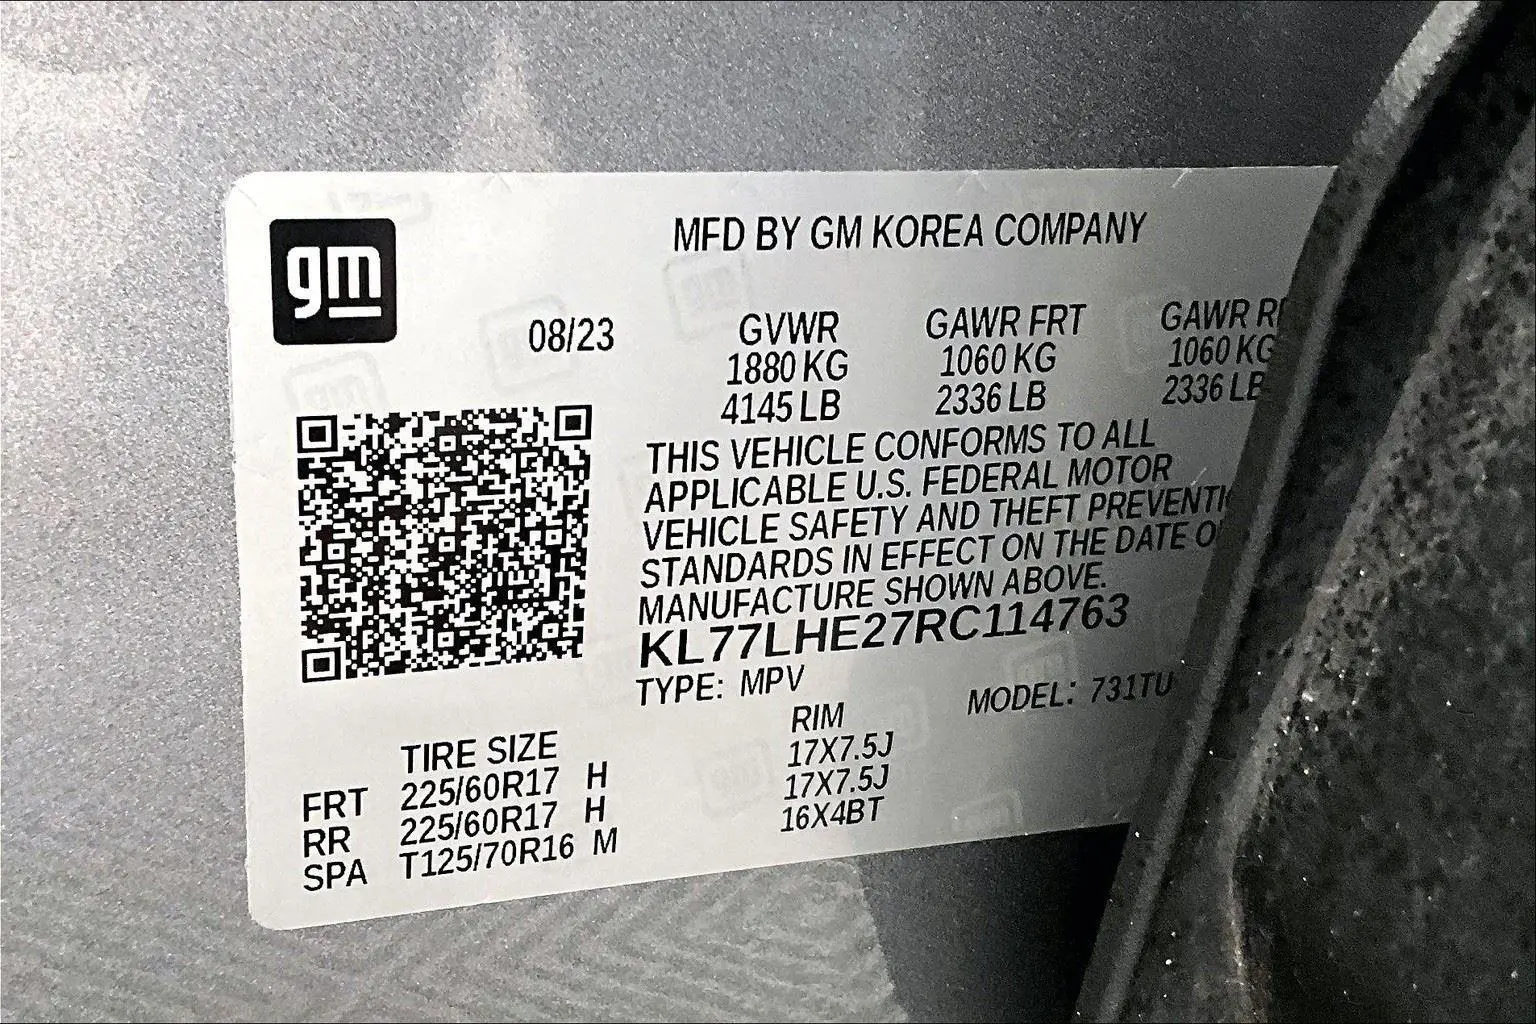 gm
MFD BY GM KOREA COMPANY
08/23 GVWR GAWR FRT GAWR
1880 KG 1060 KG 1060 KG
4145 LB 2336 LB 2336 LB
THIS VEHICLE CONFORMS TO ALL
APPLICABLE U.S. FEDERAL MOTOR
VEHICLE SAFETY AND THEFT
STANDARDS IN EFFECT ON THE DATE
MANUFACTURE SHOWN ABOVE.
KL77LHE27RC114763
TYPE: MPV MODEL: 731TU
TIRE SIZE RIM
FRT 225/60R17 H 17X7.5J
RR 225/60R17 H 17X7.5J
SPA T125/70R16 M 16X4BT